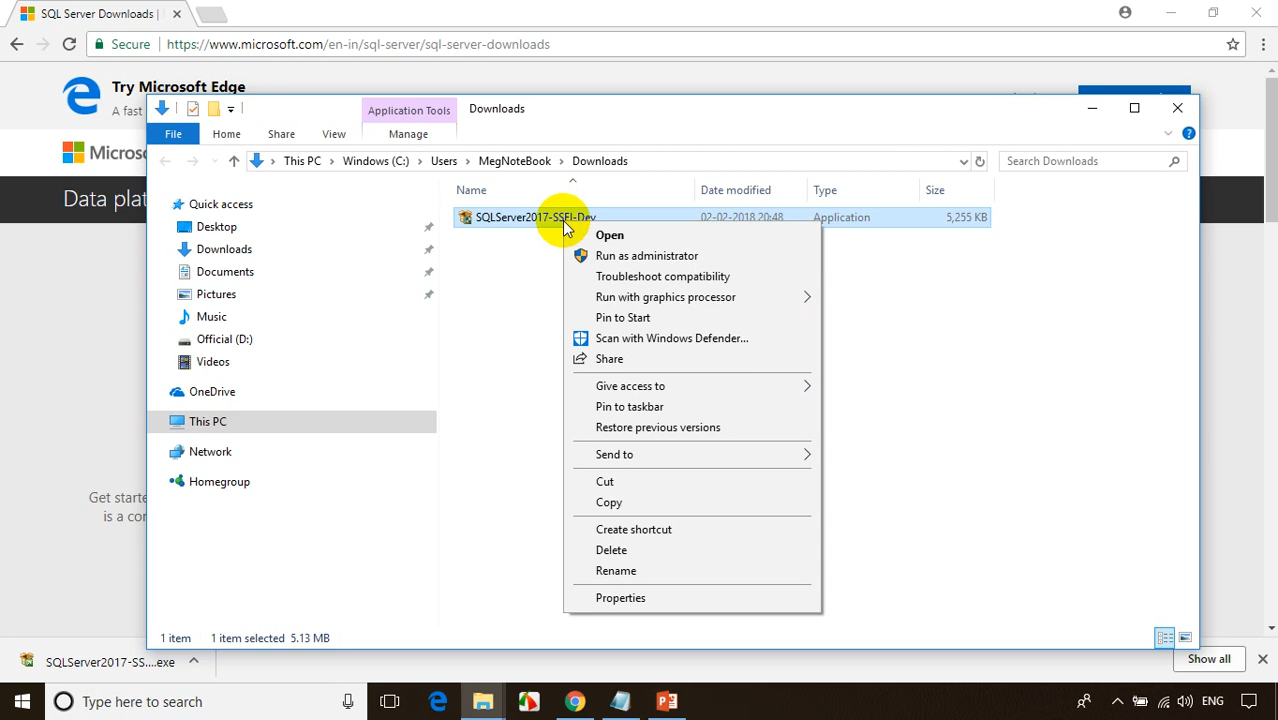 SQL Server Downloads |
Secure
https://www.microsoft.com/en-in/sql-server/sql-server-downloads
Try Microsoft Edge
A fast
Application Tools
Downloads
File
Home
Share
View
Manage
This PC > Windows (C:) > Users > MegNoteBook > Downloads
Search Downloads
Micros
Data pla
Name
Date modified
Type
Size
Quick access
Desktop
Downloads
Documents
Pictures
Music
Official (D:)
Videos
OneDrive
This PC
Network
Homegroup
SQLServer2017-SSEI-Dev
02-02-2018 20:48
Application
5,255 KB
Open
Run as administrator
Troubleshoot compatibility
Run with graphics processor
Pin to Start
Scan with Windows Defender...
Share
Give access to
Pin to taskbar
Restore previous versions
Send to
Cut
Copy
Create shortcut
Delete
Rename
Properties
Get starte
is a cor
1 item
1 item selected 5.13 MB
SQLServer2017-SS....exe
Show all
Type here to search
ENG